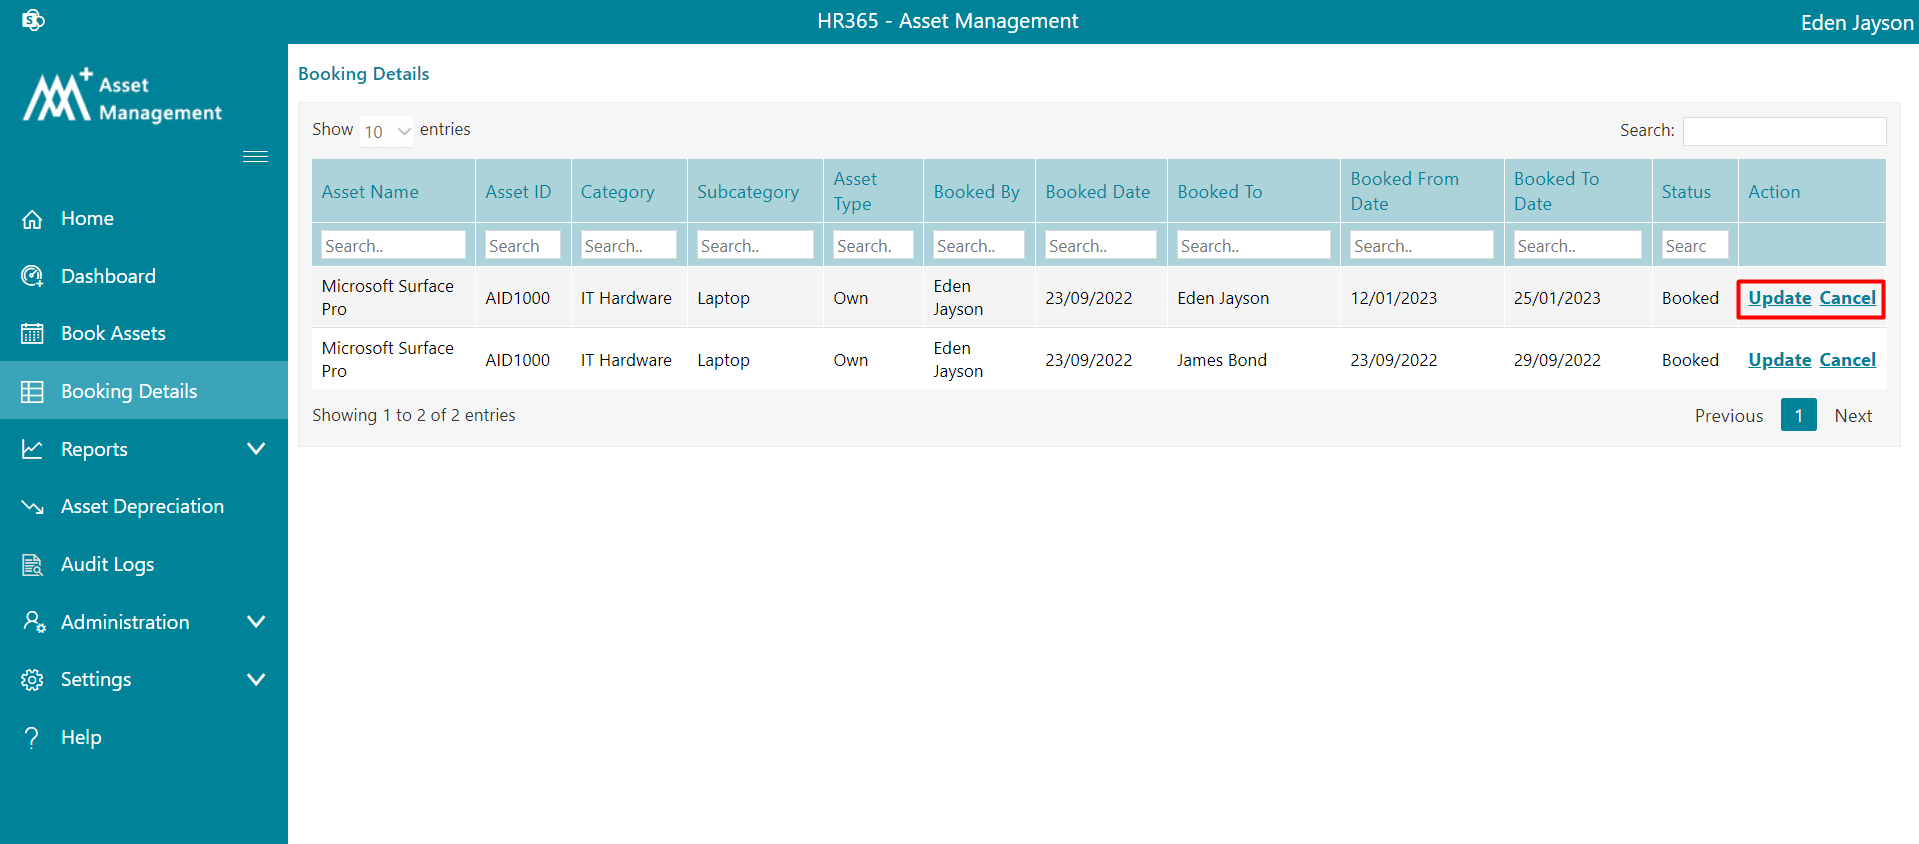 S
HR365 - Asset Management
Eden Jayson
Asset
Management
Home
Dashboard
Book Assets
Booking Details
Reports
Asset Depreciation
Audit Logs
Administration
Settings
Help
Booking Details
Show 10 entries
Search:
Asset Name Asset ID Category Subcategory Asset Type Booked By Booked Date Booked To Booked From Date Booked To Date Status Action
Search.. Search Search.. Search.. Search. Search.. Search.. Search.. Search.. Search.. Searc
Microsoft Surface Pro AID1000 IT Hardware Laptop Own Eden Jayson 23/09/2022 Eden Jayson 12/01/2023 25/01/2023 Booked Update Cancel
Microsoft Surface Pro AID1000 IT Hardware Laptop Own Eden Jayson 23/09/2022 James Bond 23/09/2022 29/09/2022 Booked Update Cancel
Showing 1 to 2 of 2 entries
Previous 1 Next